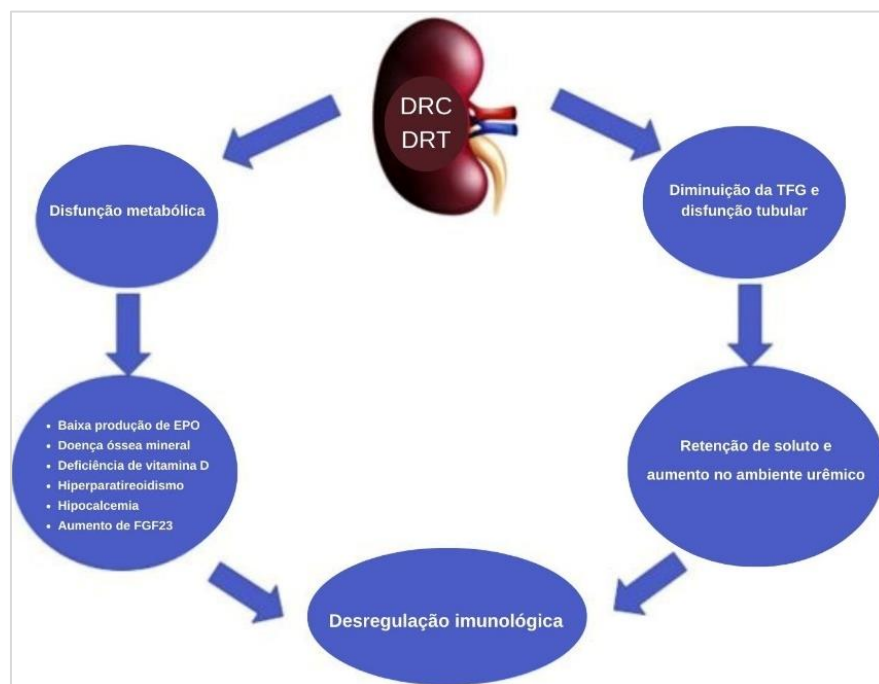 DRC
DRT
Disfunção metabólica
Diminuição da TFG e
disfunção tubular
• Baixa produção de EPO
• Doença óssea mineral
• Deficiência de vitamina D
• Hiperparatireoidismo
• Hipocalcemia
• Aumento de FGF23
Retenção de soluto e
aumento no ambiente urêmico
Desregulação imunológica